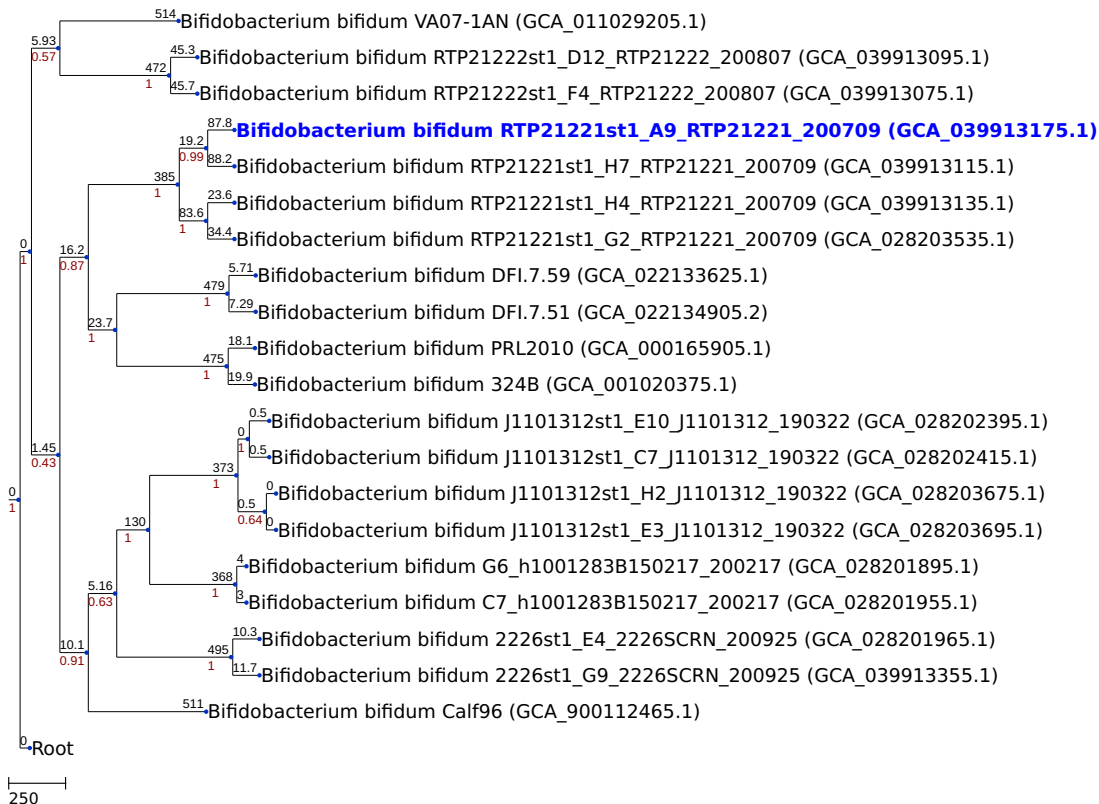 514
Bifidobacterium bifidum VA07-1AN (GCA_011029205.1)
5.93
0.57
45.3
Bifidobacterium bifidum RTP21222st1_D12_RTP21222_200807 (GCA_039913095.1)
472
1
45.7
Bifidobacterium bifidum RTP21222st1_F4_RTP21222_200807 (GCA_039913075.1)
87.8
Bifidobacterium bifidum RTP21221st1_A9_RTP21221_200709 (GCA_039913175.1)
19.2
0.99
88.2
Bifidobacterium bifidum RTP21221st1_H7_RTP21221_200709 (GCA_039913115.1)
385
1
23.6
Bifidobacterium bifidum RTP21221st1_H4_RTP21221_200709 (GCA_039913135.1)
83.6
1
34.4
Bifidobacterium bifidum RTP21221st1_G2_RTP21221_200709 (GCA_028203535.1)
0
1
16.2
0.87
5.71
Bifidobacterium bifidum DFI.7.59 (GCA_022133625.1)
479
1
7.29
Bifidobacterium bifidum DFI.7.51 (GCA_022134905.2)
23.7
1
18.1
Bifidobacterium bifidum PRL2010 (GCA_000165905.1)
475
1
19.9
Bifidobacterium bifidum 324B (GCA_001020375.1)
0.5
Bifidobacterium bifidum J1101312st1_E10_J1101312_190322 (GCA_028202395.1)
0
1
0.5
Bifidobacterium bifidum J1101312st1_C7_J1101312_190322 (GCA_028202415.1)
1.45
0.43
373
1
0
Bifidobacterium bifidum J1101312st1_H2_J1101312_190322 (GCA_028203675.1)
0.5
0.64
0
Bifidobacterium bifidum J1101312st1_E3_J1101312_190322 (GCA_028203695.1)
0
1
130
1
4
Bifidobacterium bifidum G6_h1001283B150217_200217 (GCA_028201895.1)
368
1
3
Bifidobacterium bifidum C7_h1001283B150217_200217 (GCA_028201955.1)
5.16
0.63
10.3
Bifidobacterium bifidum 2226st1_E4_2226SCRN_200925 (GCA_028201965.1)
495
1
11.7
Bifidobacterium bifidum 2226st1_G9_2226SCRN_200925 (GCA_039913355.1)
10.1
0.91
511
Bifidobacterium bifidum Calf96 (GCA_900112465.1)
0
Root
250